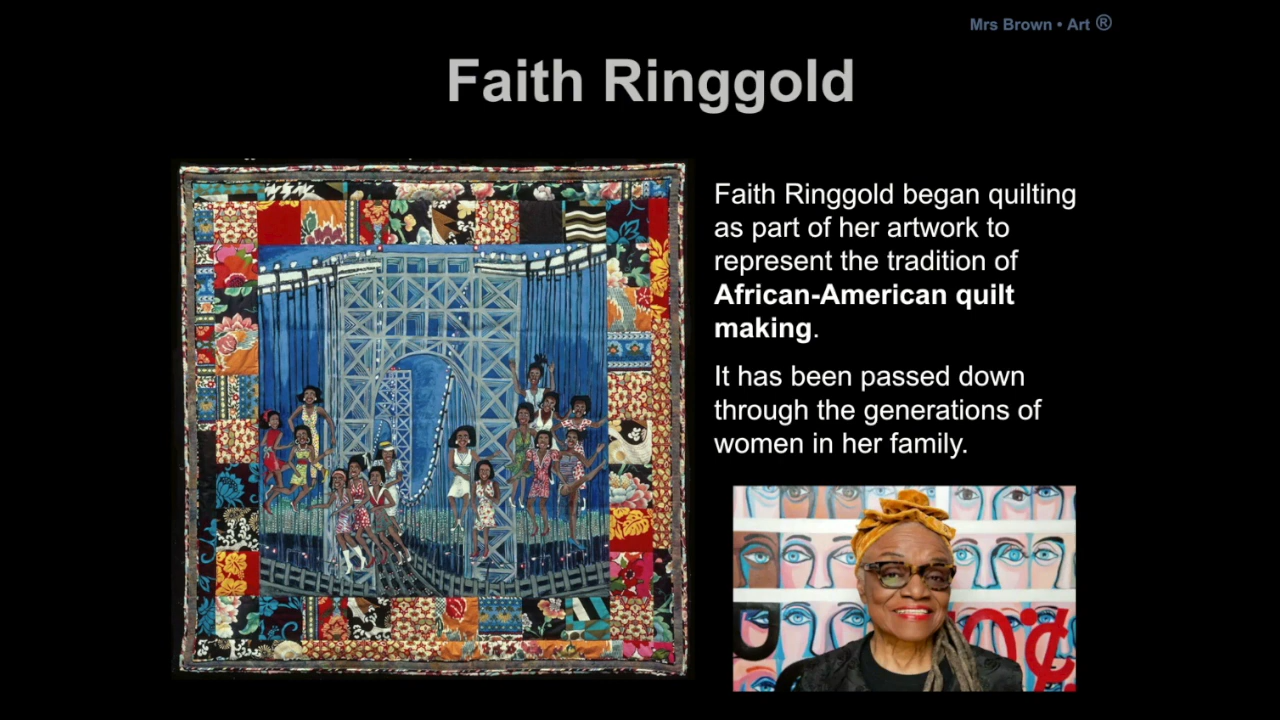 Mrs Brown • Art ®
Faith Ringgold
Faith Ringgold began quilting
as part of her artwork to
represent the tradition of
African-American quilt
making.
It has been passed down
through the generations of
women in her family.